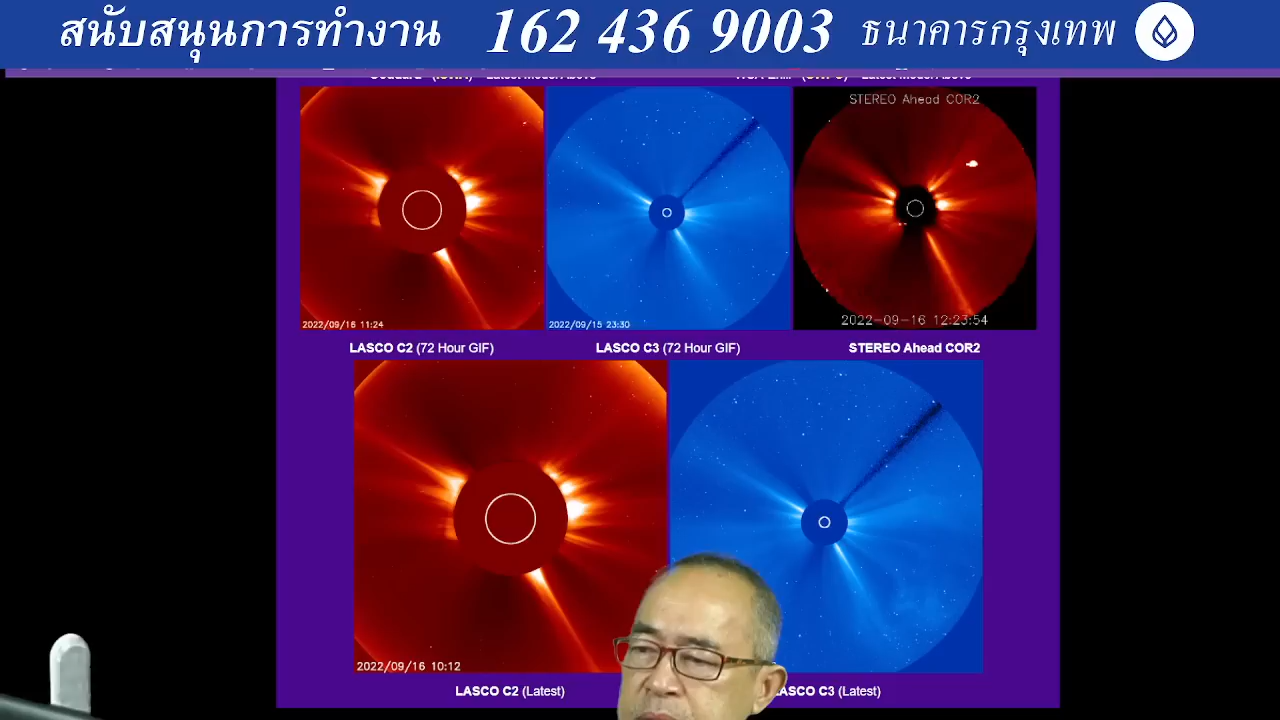 สนับสนุนการทำงาน 162 436 9003 ธนาคารกรุงเทพ
STEREO Ahead COR2
2022/09/16 11:24
2022/09/15 23:30
2022-09-16 12:23:54
LASCO C2 (72 Hour GIF)
LASCO C3 (72 Hour GIF)
STEREO Ahead COR2
2022/09/16 10:12
LASCO C2 (Latest)
LASCO C3 (Latest)